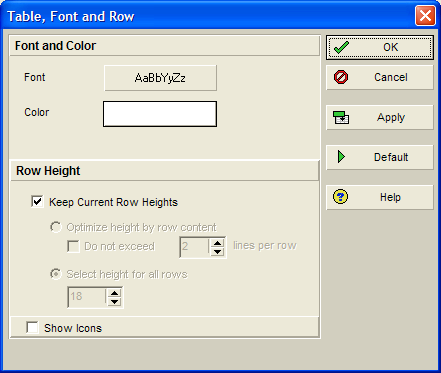 Table, Font and Row
Font and Color
Font AaBbYyZz
Color
Row Height
Keep Current Row Heights
Optimize height by row content
Do not exceed 2 lines per row
Select height for all rows
18
Show Icons
OK
Cancel
Apply
Default
? Help